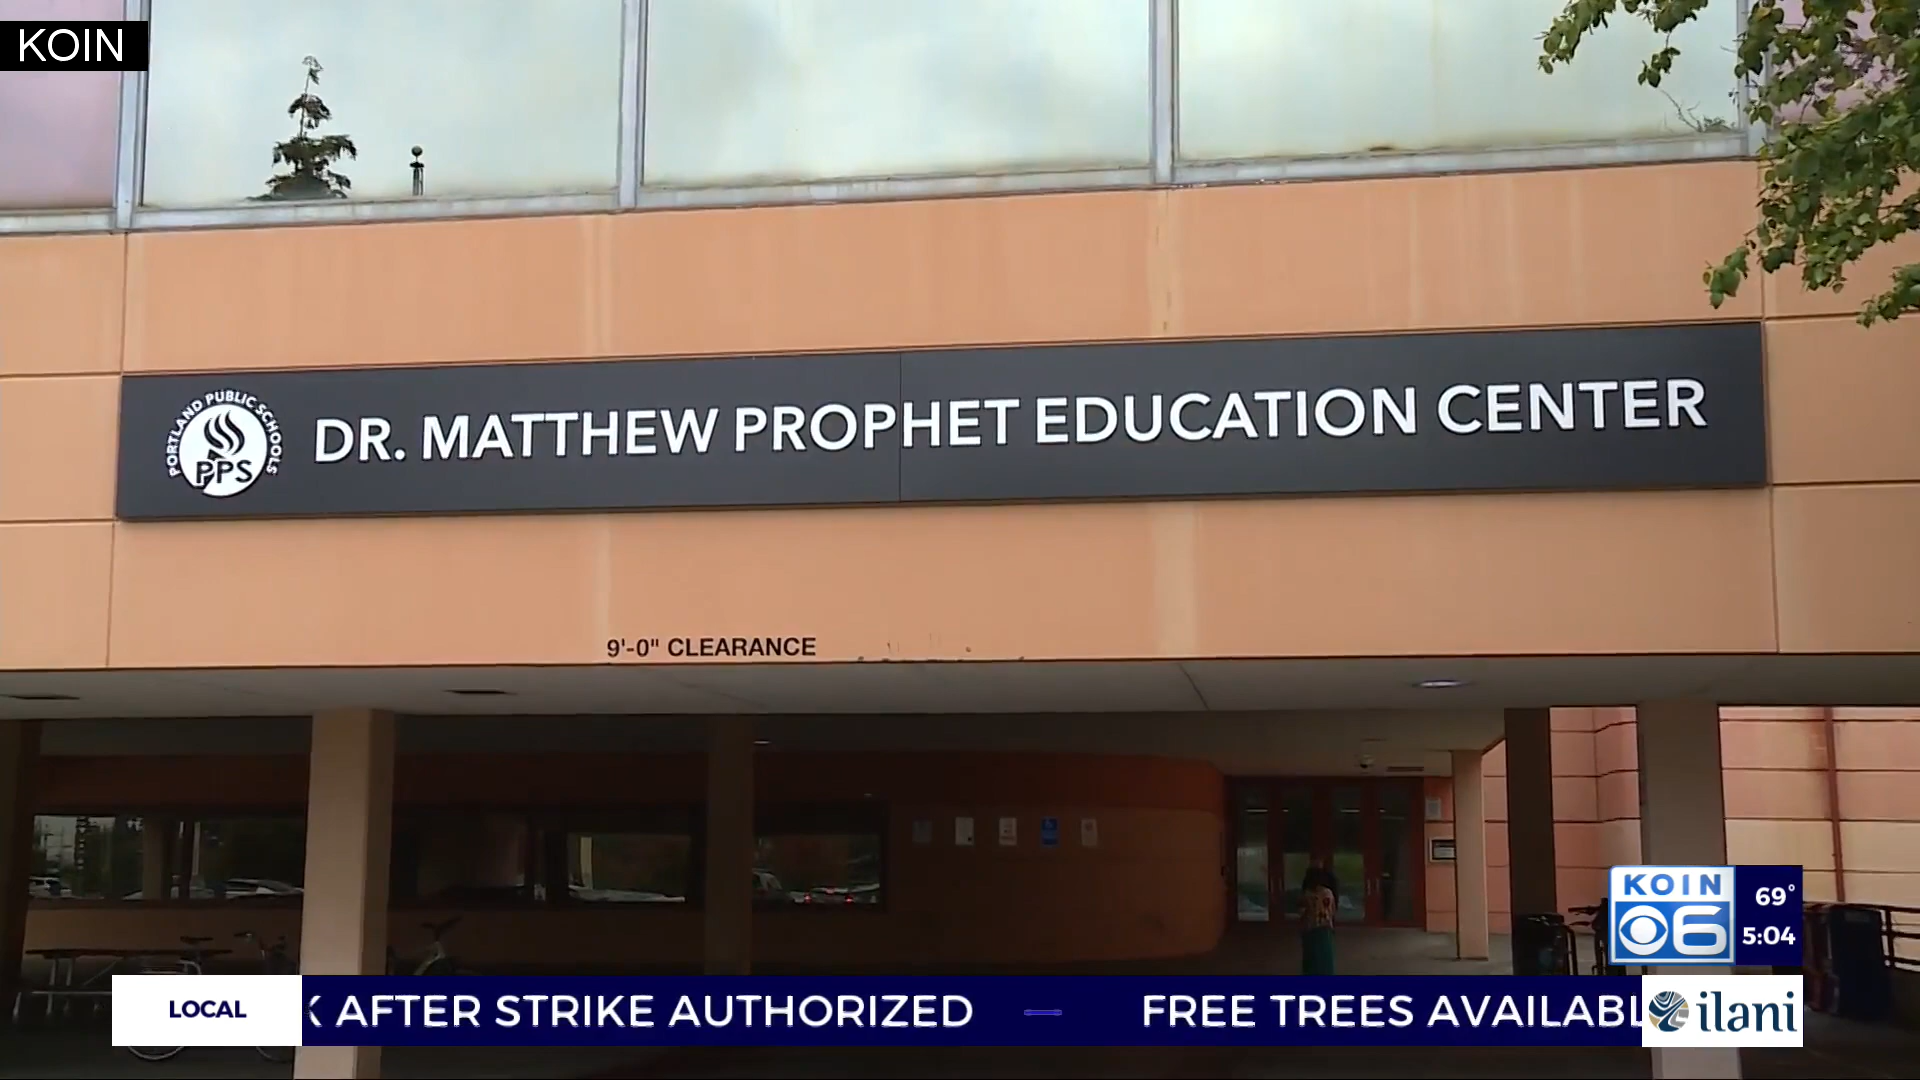 KOIN
PORTLAND PUBLIC SCHOOLS
PPS
DR. MATTHEW PROPHET EDUCATION CENTER
9'-0" CLEARANCE
KOIN
6
69°
5:04
LOCAL
AFTER STRIKE AUTHORIZED — FREE TREES AVAILABL
ilani